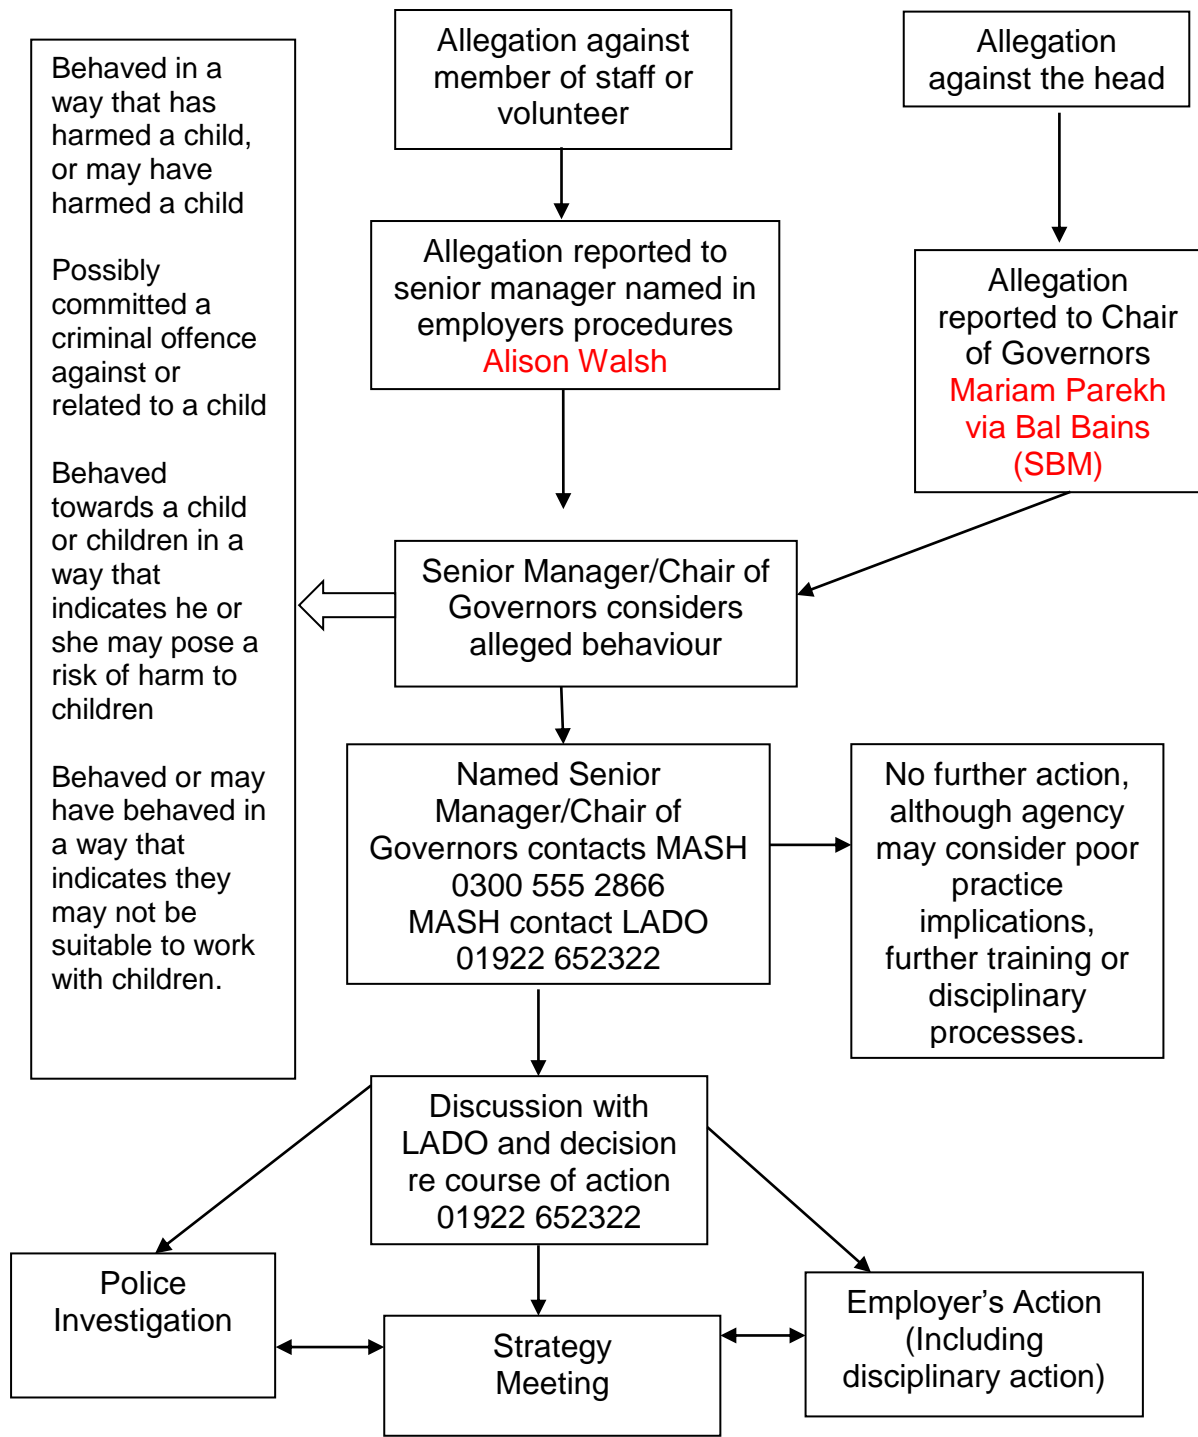 Allegation against
member of staff or
volunteer
Allegation
against the head
Behaved in a
way that has
harmed a child,
or may have
harmed a child
Possibly
committed a
criminal offence
against or
related to a child
Behaved
towards a child
or children in a
way that
indicates he or
she may pose a
risk of harm to
children
Behaved or may
have behaved in
a way that
indicates they
may not be
suitable to work
with children.
Allegation reported to
senior manager named in
employers procedures
Alison Walsh
Allegation
reported to Chair
of Governors
Mariam Parekh
via Bal Bains
(SBM)
Senior Manager/Chair of
Governors considers
alleged behaviour
Named Senior
Manager/Chair of
Governors contacts MASH
0300 555 2866
MASH contact LADO
01922 652322
No further action,
although agency
may consider poor
practice
implications,
further training or
disciplinary
processes.
Discussion with
LADO and decision
re course of action
01922 652322
Police
Investigation
Strategy
Meeting
Employer’s Action
(Including
disciplinary action)